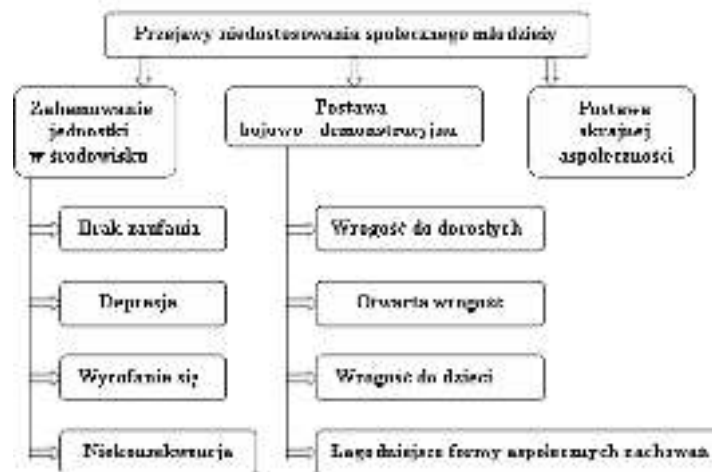 Przejawy niedostosowania społecznego młodzieży
Zahamowanie
jednostki
w środowisku
Postawa
bojowo - demonstracyjna
Postawa
skrajnej
aspołeczności
Brak zaufania
Depresja
Wycofanie się
Niekonsekwencja
Wrogość do dorosłych
Otwarta wrogość
Wrogość do dzieci
Łagodniejsze formy aspołecznych zachowań